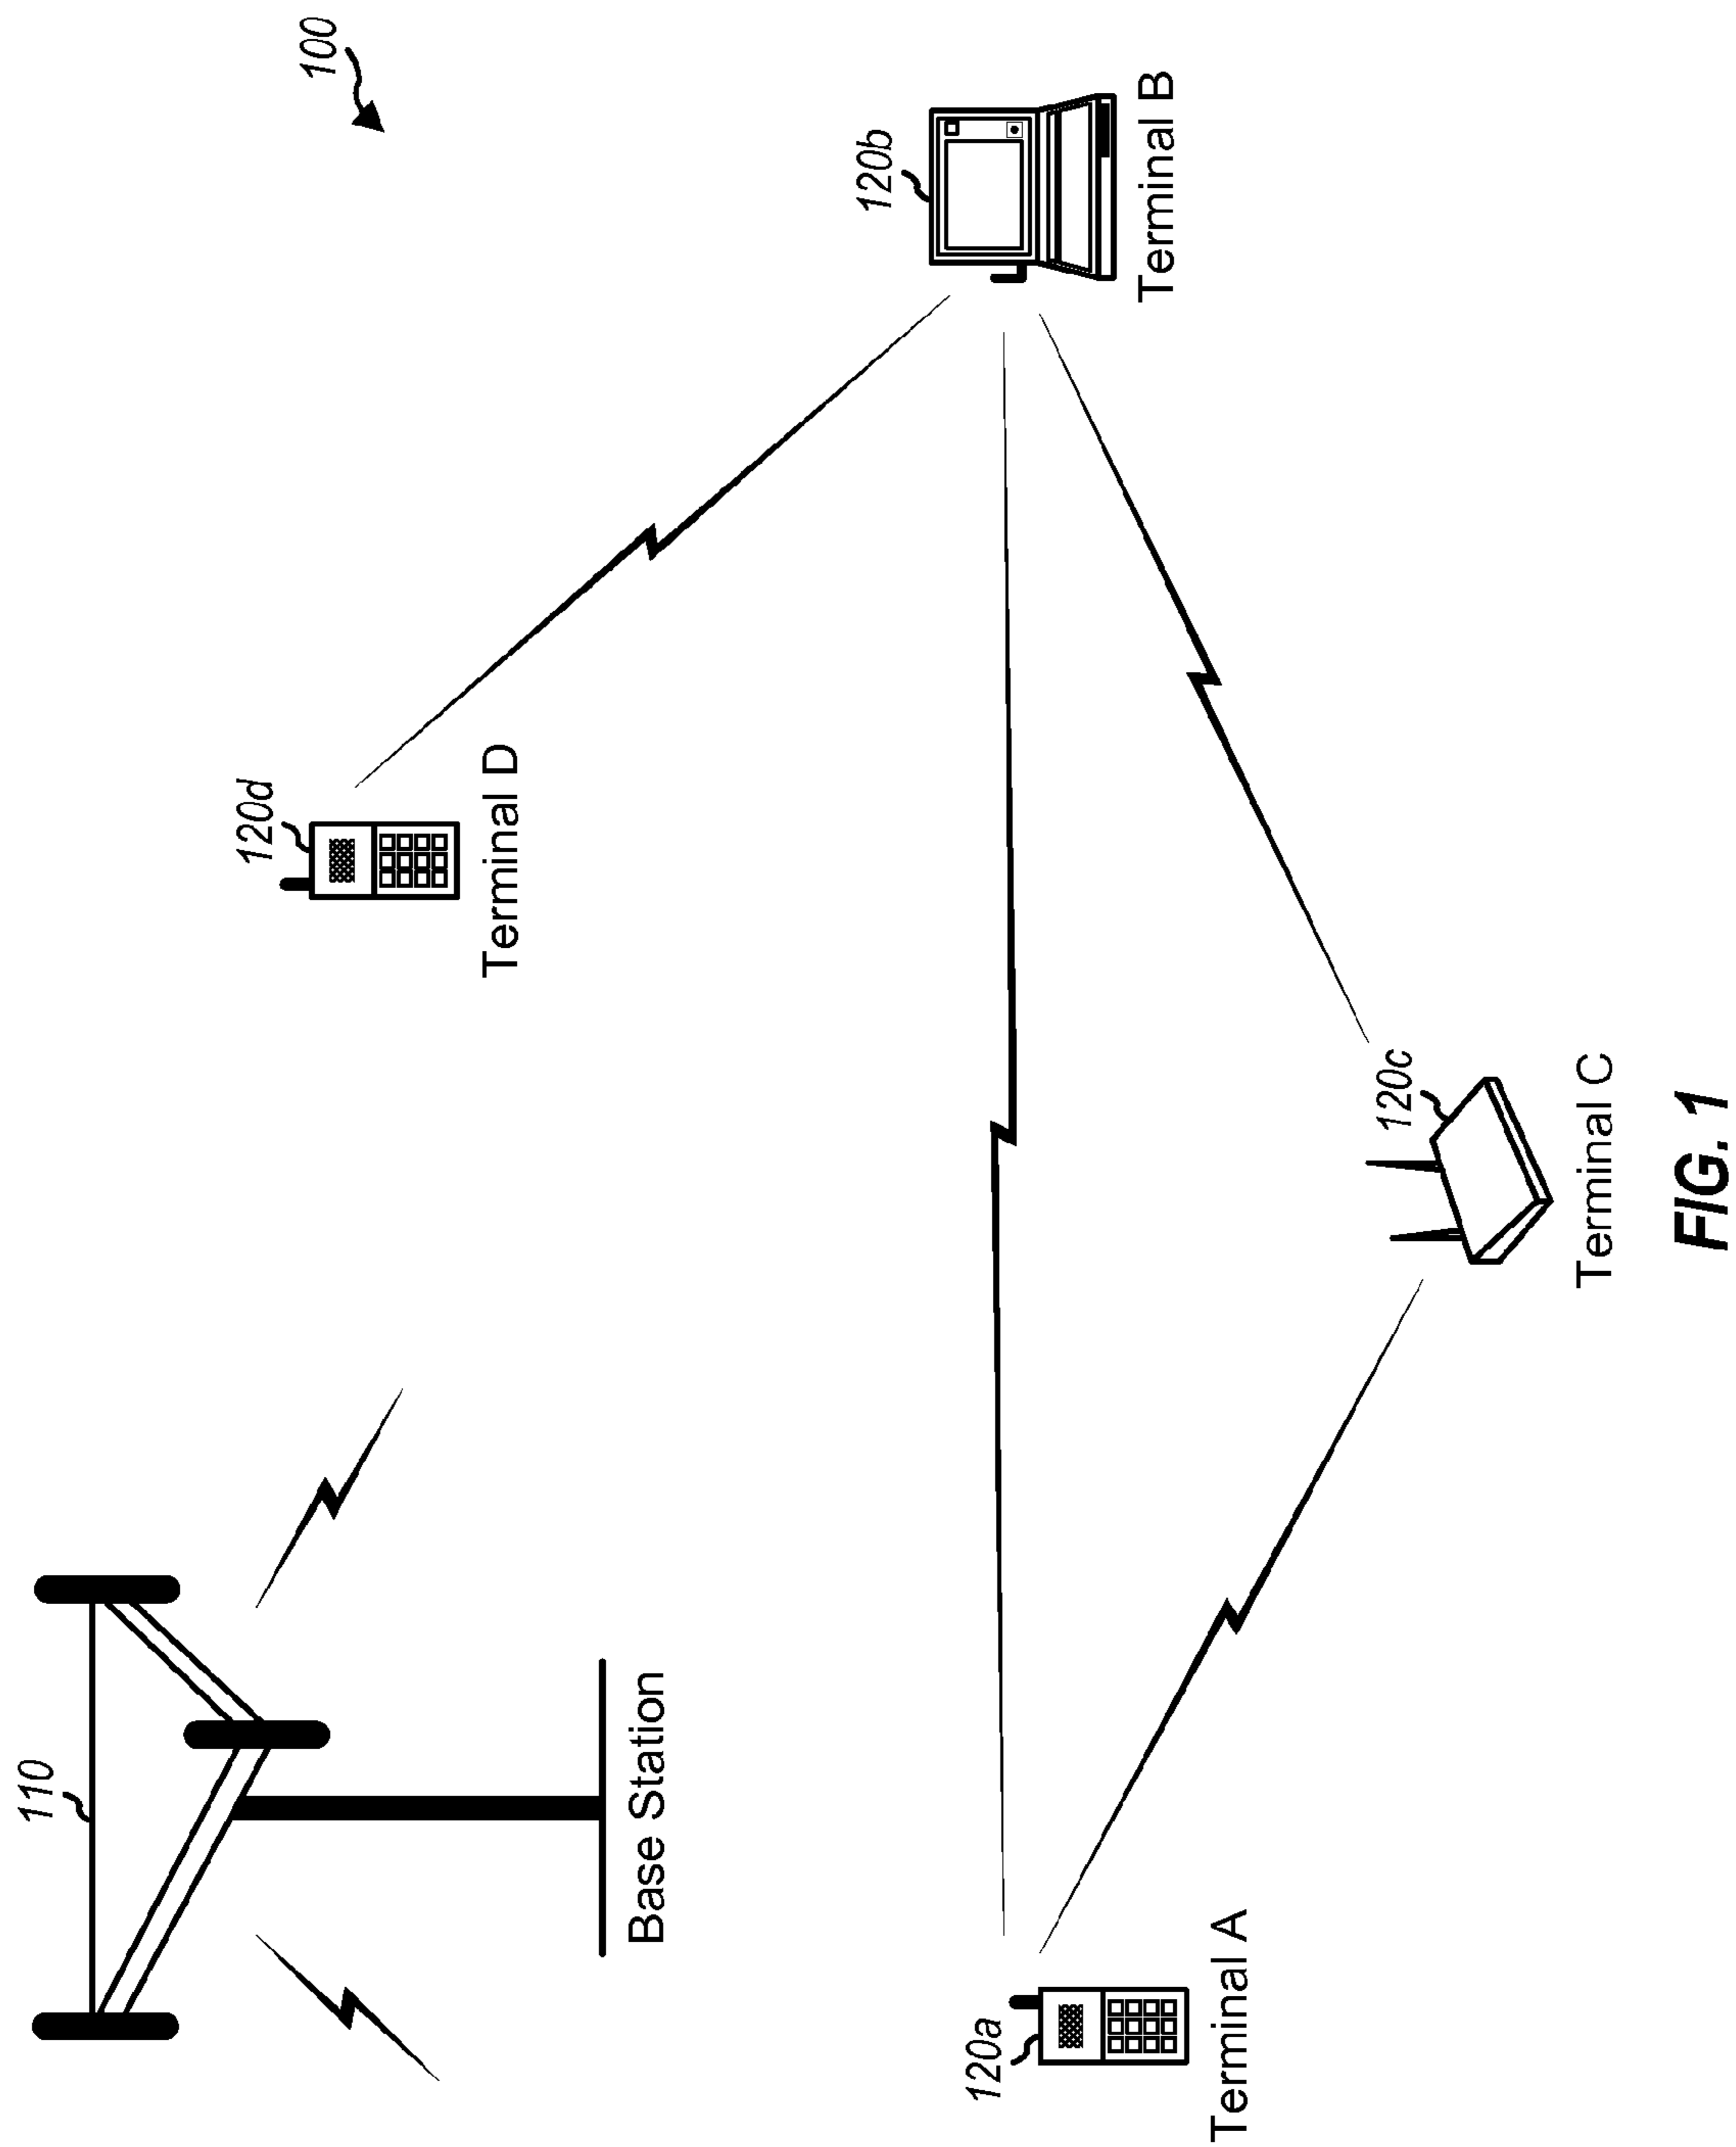 100
110
120d
Terminal D
Base Station
120b
120a
Terminal B
Terminal A
120c
Terminal C
FIG. 1